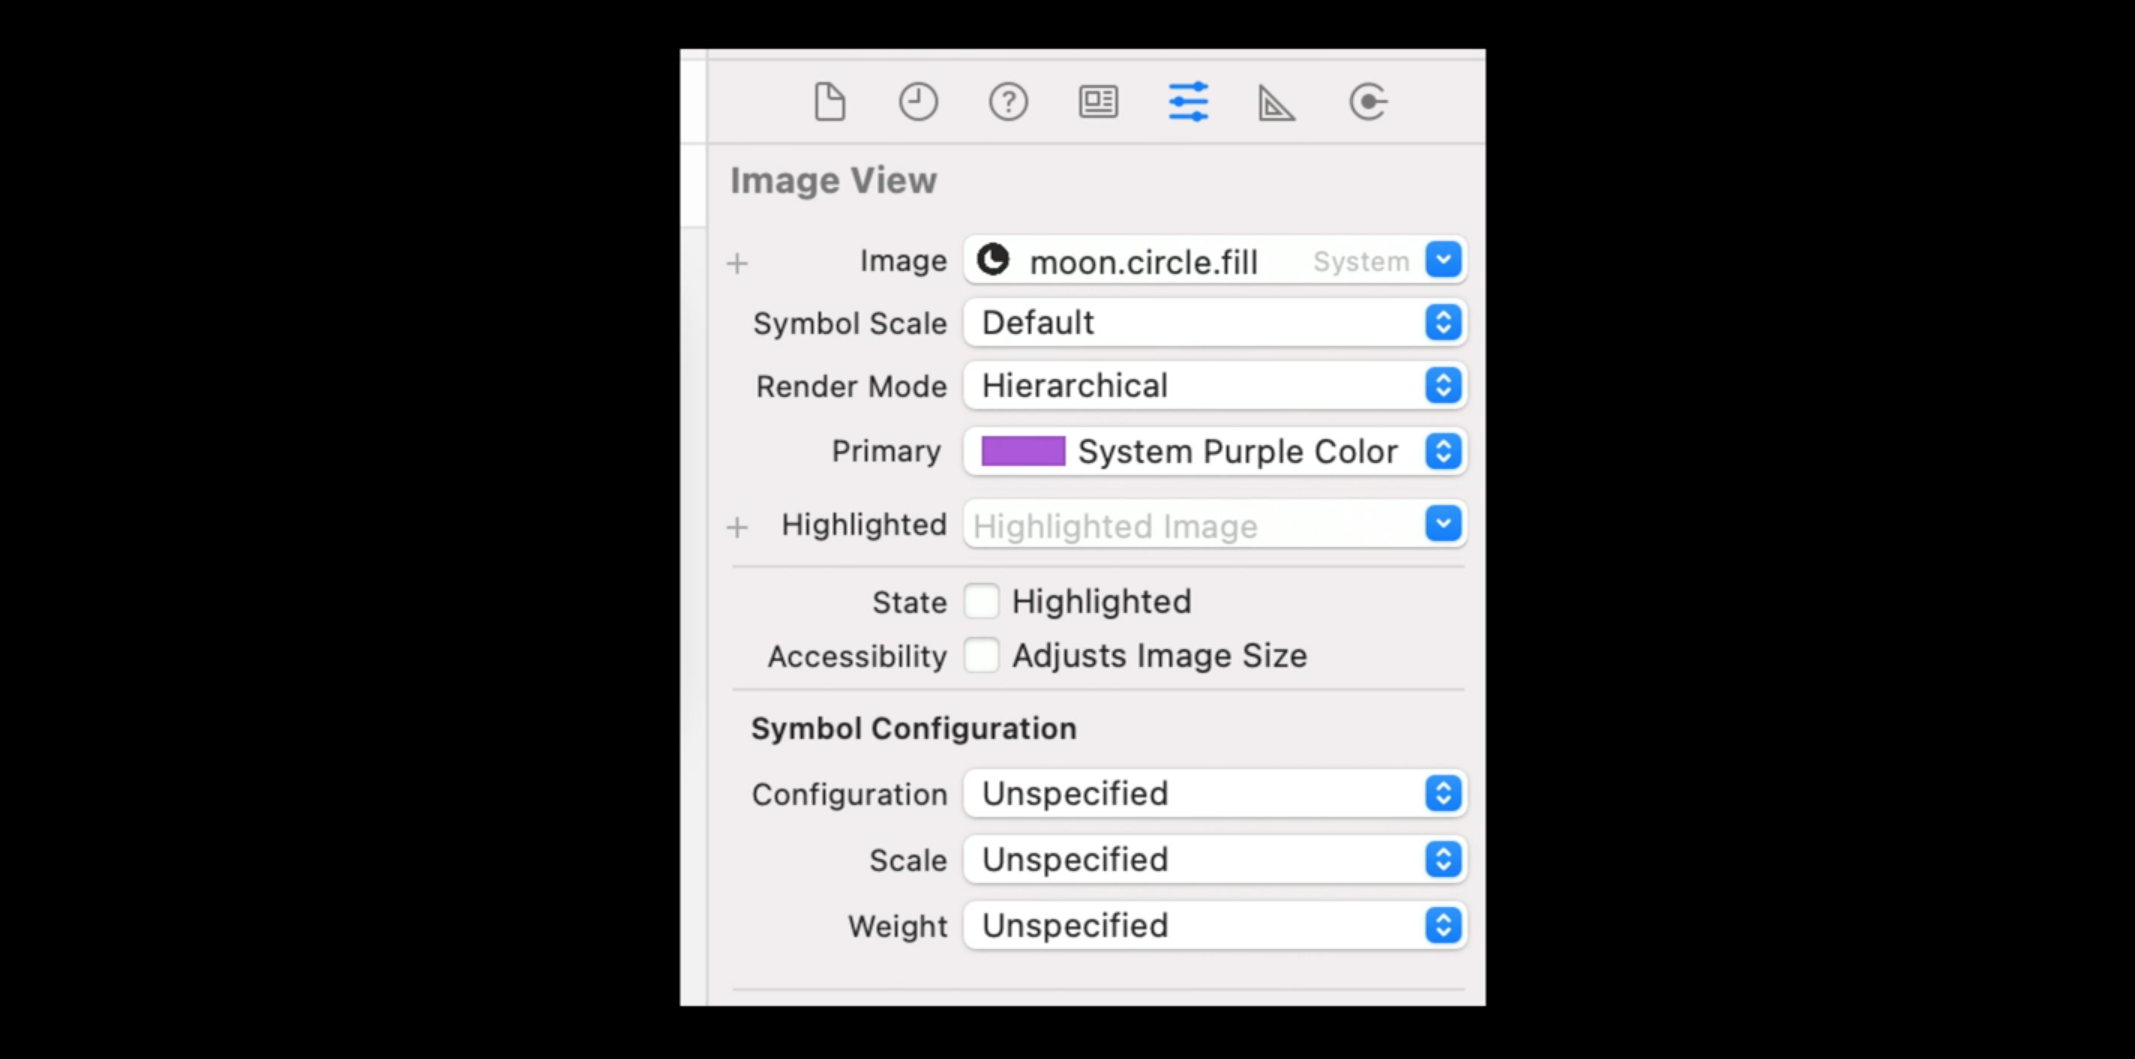 Image View
Image moon.circle.fill System
Symbol Scale Default
Render Mode Hierarchical
Primary System Purple Color
Highlighted Highlighted Image
State Highlighted
Accessibility Adjusts Image Size
Symbol Configuration
Configuration Unspecified
Scale Unspecified
Weight Unspecified